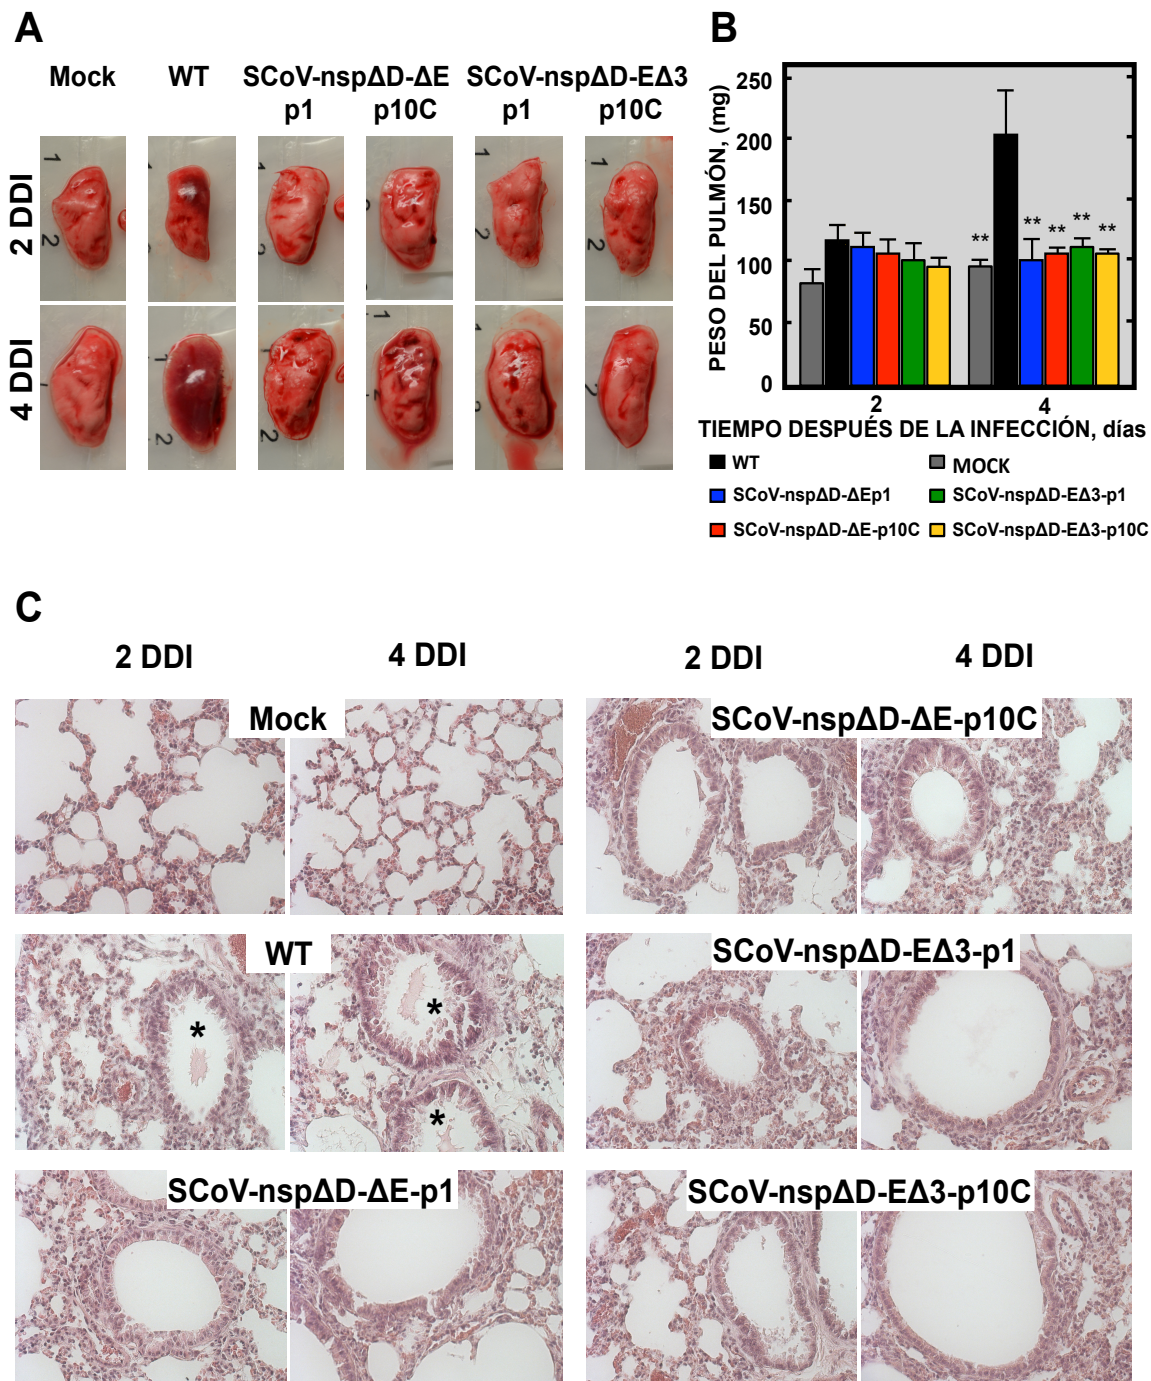 A
Mock WT SCoV-nspΔD-ΔE SCoV-nspΔD-EΔ3
p1 p10C p1 p10C
2 DDI
4 DDI
B
PESO DEL PULMÓN, (mg)
250
200
150
100
50
0
** ** ** ** **
2 4
TIEMPO DESPUÉS DE LA INFECCIÓN, días
WT MOCK
SCoV-nspΔD-ΔEp1 SCoV-nspΔD-EΔ3-p1
SCoV-nspΔD-ΔE-p10C SCoV-nspΔD-EΔ3-p10C
C
2 DDI 4 DDI 2 DDI 4 DDI
Mock SCoV-nspΔD-ΔE-p10C
WT SCoV-nspΔD-EΔ3-p1
* * *
SCoV-nspΔD-ΔE-p1 SCoV-nspΔD-EΔ3-p10C